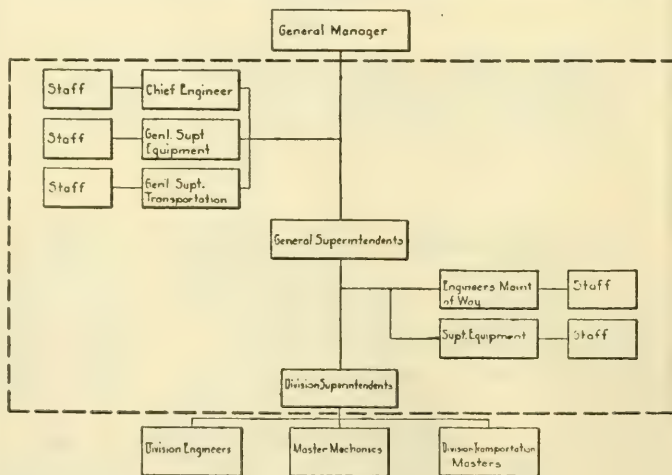 General Manager
Staff
Chief Engineer
Staff
Genl. Supt
Equipment
Staff
Gen'l Supt.
Transportation
General Superintendents
Engineers Maint
of Way
Staff
Supt. Equipment
Staff
Division Superintendents
Division Engineers
Master Mechanics
Division Transportation
Masters